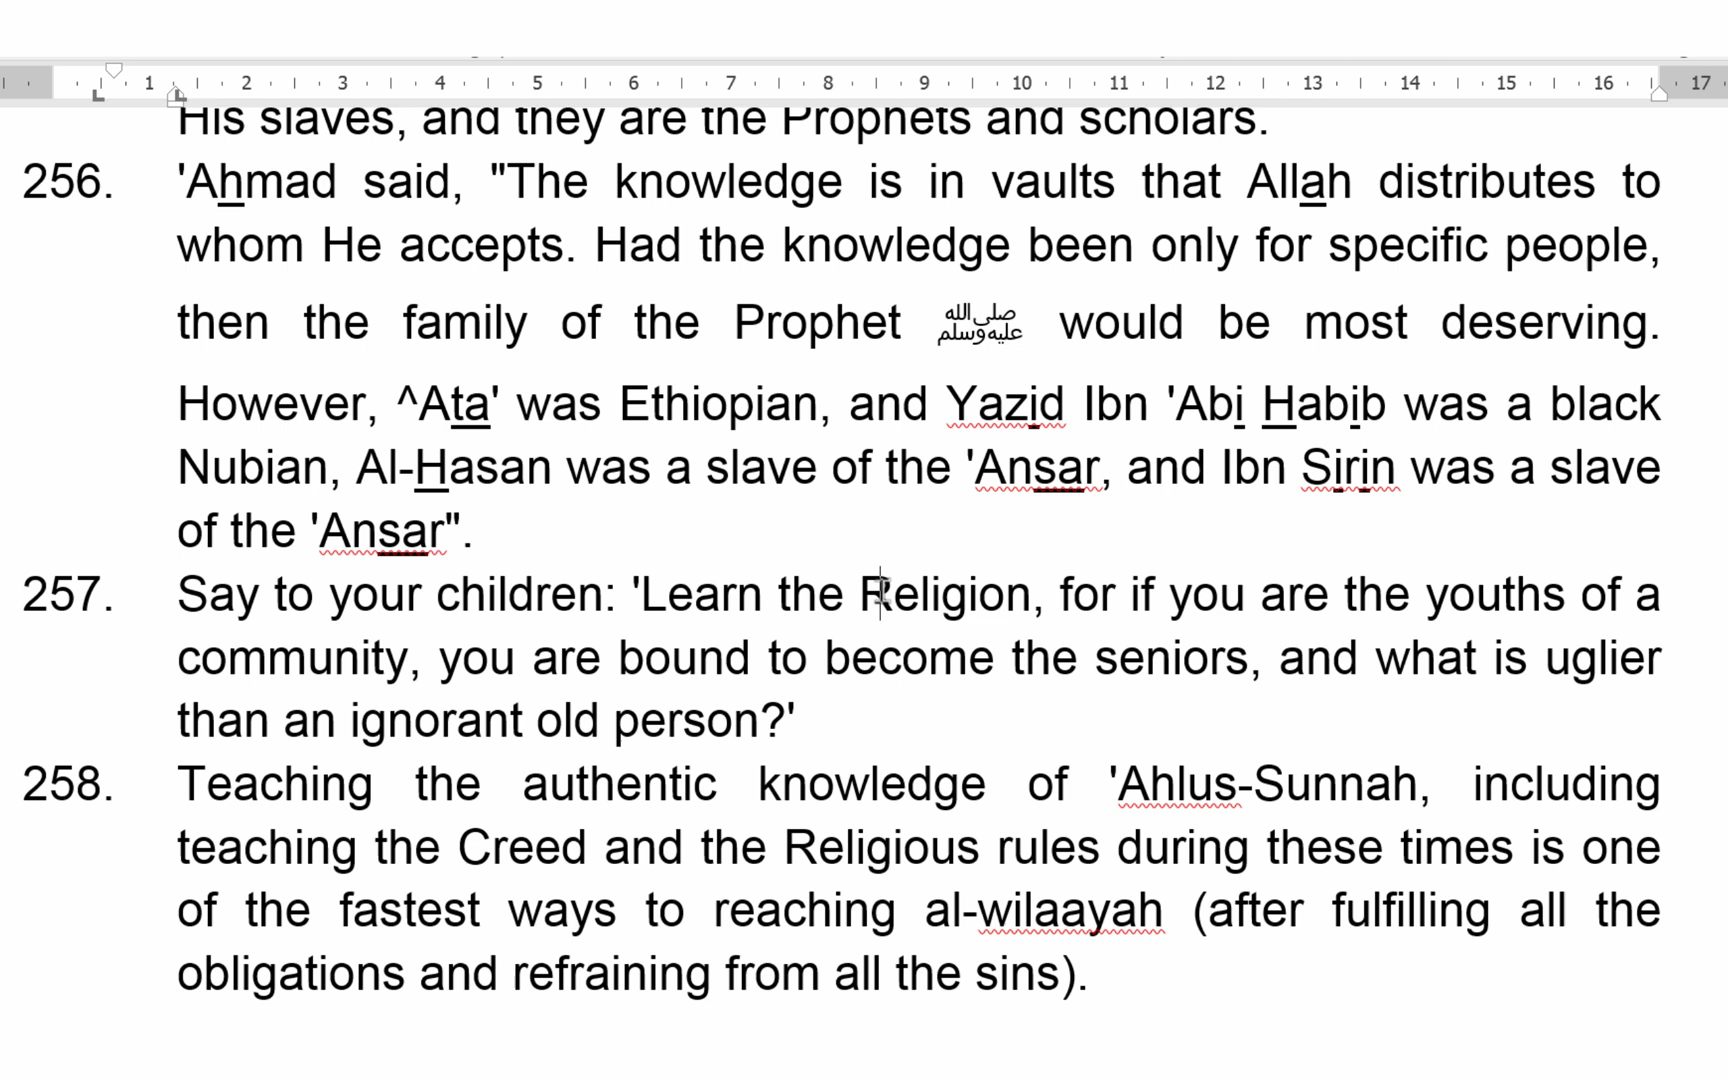 1 2 3 4 5 6 7 8 9 10 11 12 13 14 15 16 17
His slaves, and they are the Prophets and scholars.
256. 'Ahmad said, "The knowledge is in vaults that Allah distributes to
whom He accepts. Had the knowledge been only for specific people,
then the family of the Prophet صلى الله عليه وسلم would be most deserving.
However, ^Ata' was Ethiopian, and Yazid Ibn 'Abi Habib was a black
Nubian, Al-Hasan was a slave of the 'Ansar, and Ibn Sirin was a slave
of the 'Ansar".
257. Say to your children: 'Learn the Religion, for if you are the youths of a
community, you are bound to become the seniors, and what is uglier
than an ignorant old person?'
258. Teaching the authentic knowledge of 'Ahlus-Sunnah, including
teaching the Creed and the Religious rules during these times is one
of the fastest ways to reaching al-wilaayah (after fulfilling all the
obligations and refraining from all the sins).